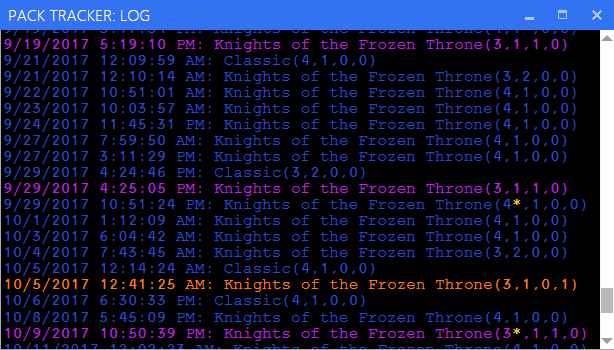 PACK TRACKER: LOG
9/19/2017 5:19:10 PM: Knights of the Frozen Throne(3,1,1,0)
9/21/2017 12:09:59 AM: Classic(4,1,0,0)
9/21/2017 12:10:14 AM: Knights of the Frozen Throne(3,2,0,0)
9/22/2017 10:51:01 AM: Knights of the Frozen Throne(4,1,0,0)
9/23/2017 10:03:57 AM: Knights of the Frozen Throne(4,1,0,0)
9/24/2017 11:45:31 PM: Knights of the Frozen Throne(4,1,0,0)
9/27/2017 7:59:50 AM: Knights of the Frozen Throne(4,1,0,0)
9/27/2017 3:11:29 PM: Knights of the Frozen Throne(4,1,0,0)
9/29/2017 4:24:46 PM: Classic(3,2,0,0)
9/29/2017 4:25:05 PM: Knights of the Frozen Throne(3,1,1,0)
9/29/2017 10:51:24 PM: Knights of the Frozen Throne(4*,1,0,0)
10/1/2017 1:12:09 AM: Knights of the Frozen Throne(4,1,0,0)
10/3/2017 6:04:42 AM: Knights of the Frozen Throne(4,1,0,0)
10/4/2017 7:43:45 AM: Knights of the Frozen Throne(3,2,0,0)
10/5/2017 12:14:24 AM: Classic(4,1,0,0)
10/5/2017 12:41:25 AM: Knights of the Frozen Throne(3,1,0,1)
10/6/2017 6:30:33 PM: Classic(4,1,0,0)
10/8/2017 5:45:09 PM: Knights of the Frozen Throne(4,1,0,0)
10/9/2017 10:50:39 PM: Knights of the Frozen Throne(3*,1,1,0)
10/11/2017 12:02:23 AM: Knights of the Frozen